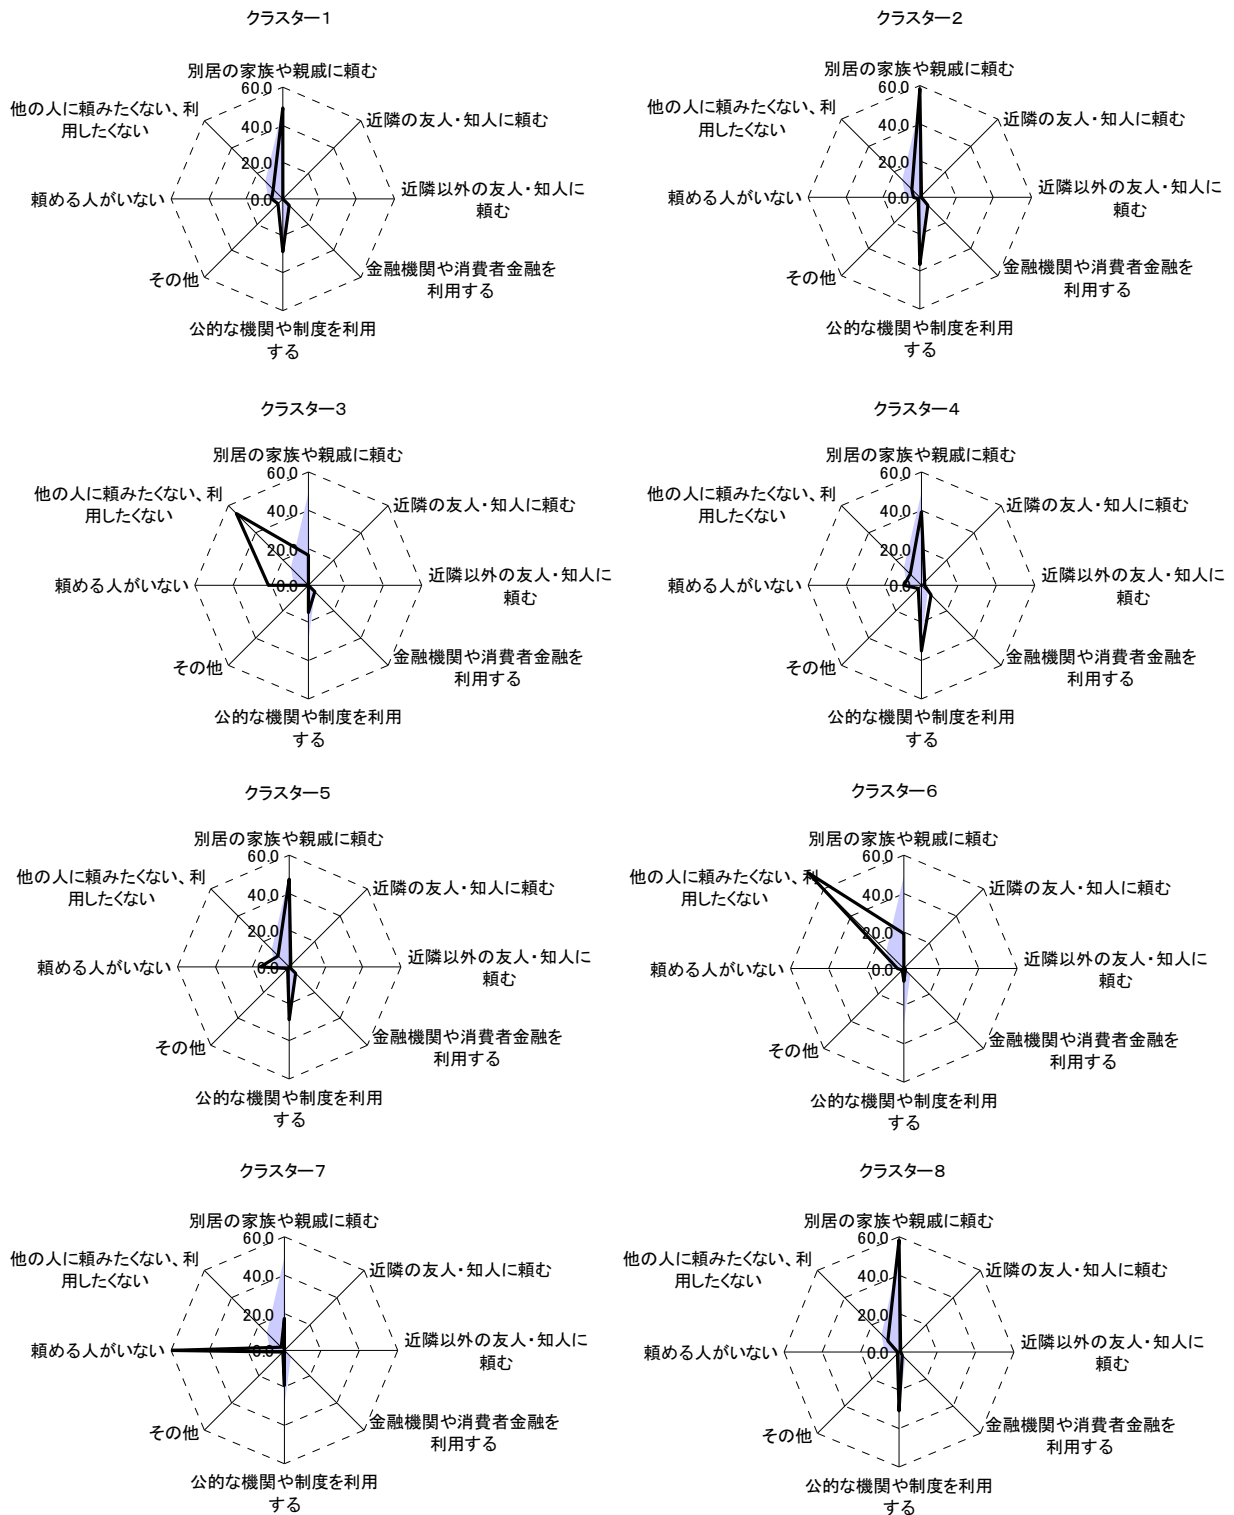 クラスター1
別居の家族や親戚に頼む
60.0
他の人に頼みたくない、利
用したくない
近隣の友人・知人に頼む
40.0
20.0
頼める人がいない
0.0
近隣以外の友人・知人に
頼む
その他
金融機関や消費者金融を
利用する
公的な機関や制度を利用
する
クラスター2
別居の家族や親戚に頼む
60.0
他の人に頼みたくない、利
用したくない
近隣の友人・知人に頼む
40.0
20.0
頼める人がいない
0.0
近隣以外の友人・知人に
頼む
その他
金融機関や消費者金融を
利用する
公的な機関や制度を利用
する
クラスター3
別居の家族や親戚に頼む
60.0
他の人に頼みたくない、利
用したくない
近隣の友人・知人に頼む
40.0
20.0
頼める人がいない
0.0
近隣以外の友人・知人に
頼む
その他
金融機関や消費者金融を
利用する
公的な機関や制度を利用
する
クラスター4
別居の家族や親戚に頼む
60.0
他の人に頼みたくない、利
用したくない
近隣の友人・知人に頼む
40.0
20.0
頼める人がいない
0.0
近隣以外の友人・知人に
頼む
その他
金融機関や消費者金融を
利用する
公的な機関や制度を利用
する
クラスター5
別居の家族や親戚に頼む
60.0
他の人に頼みたくない、利
用したくない
近隣の友人・知人に頼む
40.0
20.0
頼める人がいない
0.0
近隣以外の友人・知人に
頼む
その他
金融機関や消費者金融を
利用する
公的な機関や制度を利用
する
クラスター6
別居の家族や親戚に頼む
60.0
他の人に頼みたくない、利
用したくない
近隣の友人・知人に頼む
40.0
20.0
頼める人がいない
0.0
近隣以外の友人・知人に
頼む
その他
金融機関や消費者金融を
利用する
公的な機関や制度を利用
する
クラスター7
別居の家族や親戚に頼む
60.0
他の人に頼みたくない、利
用したくない
近隣の友人・知人に頼む
40.0
20.0
頼める人がいない
0.0
近隣以外の友人・知人に
頼む
その他
金融機関や消費者金融を
利用する
公的な機関や制度を利用
する
クラスター8
別居の家族や親戚に頼む
60.0
他の人に頼みたくない、利
用したくない
近隣の友人・知人に頼む
40.0
20.0
頼める人がいない
0.0
近隣以外の友人・知人に
頼む
その他
金融機関や消費者金融を
利用する
公的な機関や制度を利用
する